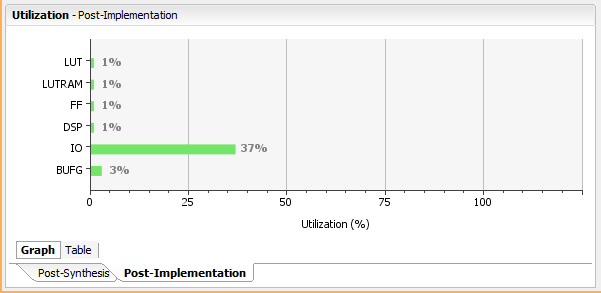 Utilization - Post-Implementation
LUT 1%
LUTRAM 1%
FF 1%
DSP 1%
IO 37%
BUFG 3%
0 25 50 75 100
Utilization (%)
Graph Table
Post-Synthesis Post-Implementation